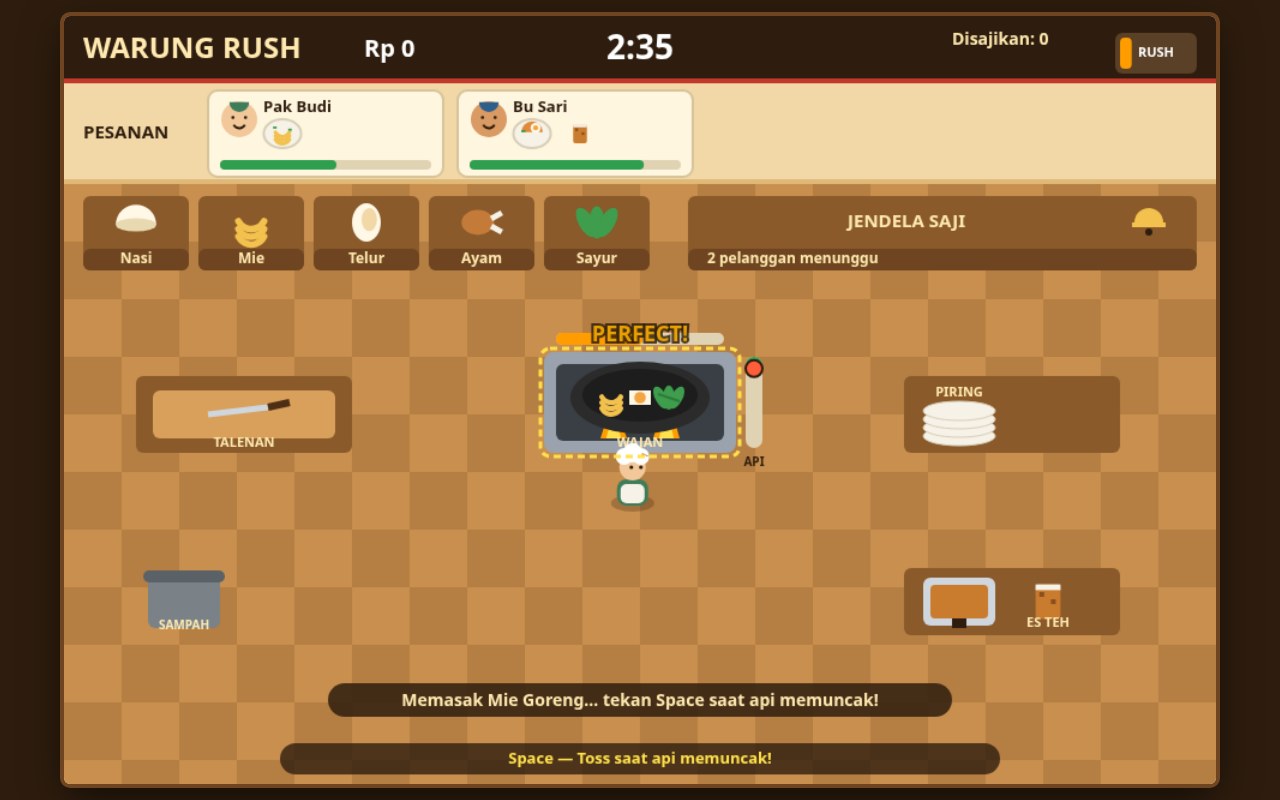 WARUNG RUSH
Rp 0
2:35
Disajikan: 0
RUSH
PESANAN
Pak Budi
Bu Sari
Nasi
Mie
Telur
Ayam
Sayur
JENDELA SAJI
2 pelanggan menunggu
PERFECT!
TALENAN
WAJAN
API
PIRING
SAMPAH
ES TEH
Memasak Mie Goreng... tekan Space saat api memuncak!
Space — Toss saat api memuncak!